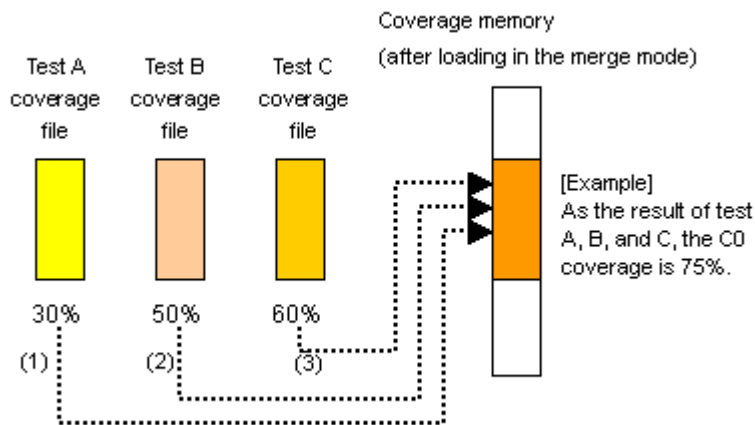 Coverage memory
(after loading in the merge mode)
Test A
coverage
file
Test B
coverage
file
Test C
coverage
file
[Example]
As the result of test
A, B, and C, the C0
coverage is 75%.
30%
50%
60%
(1)
(2)
(3)